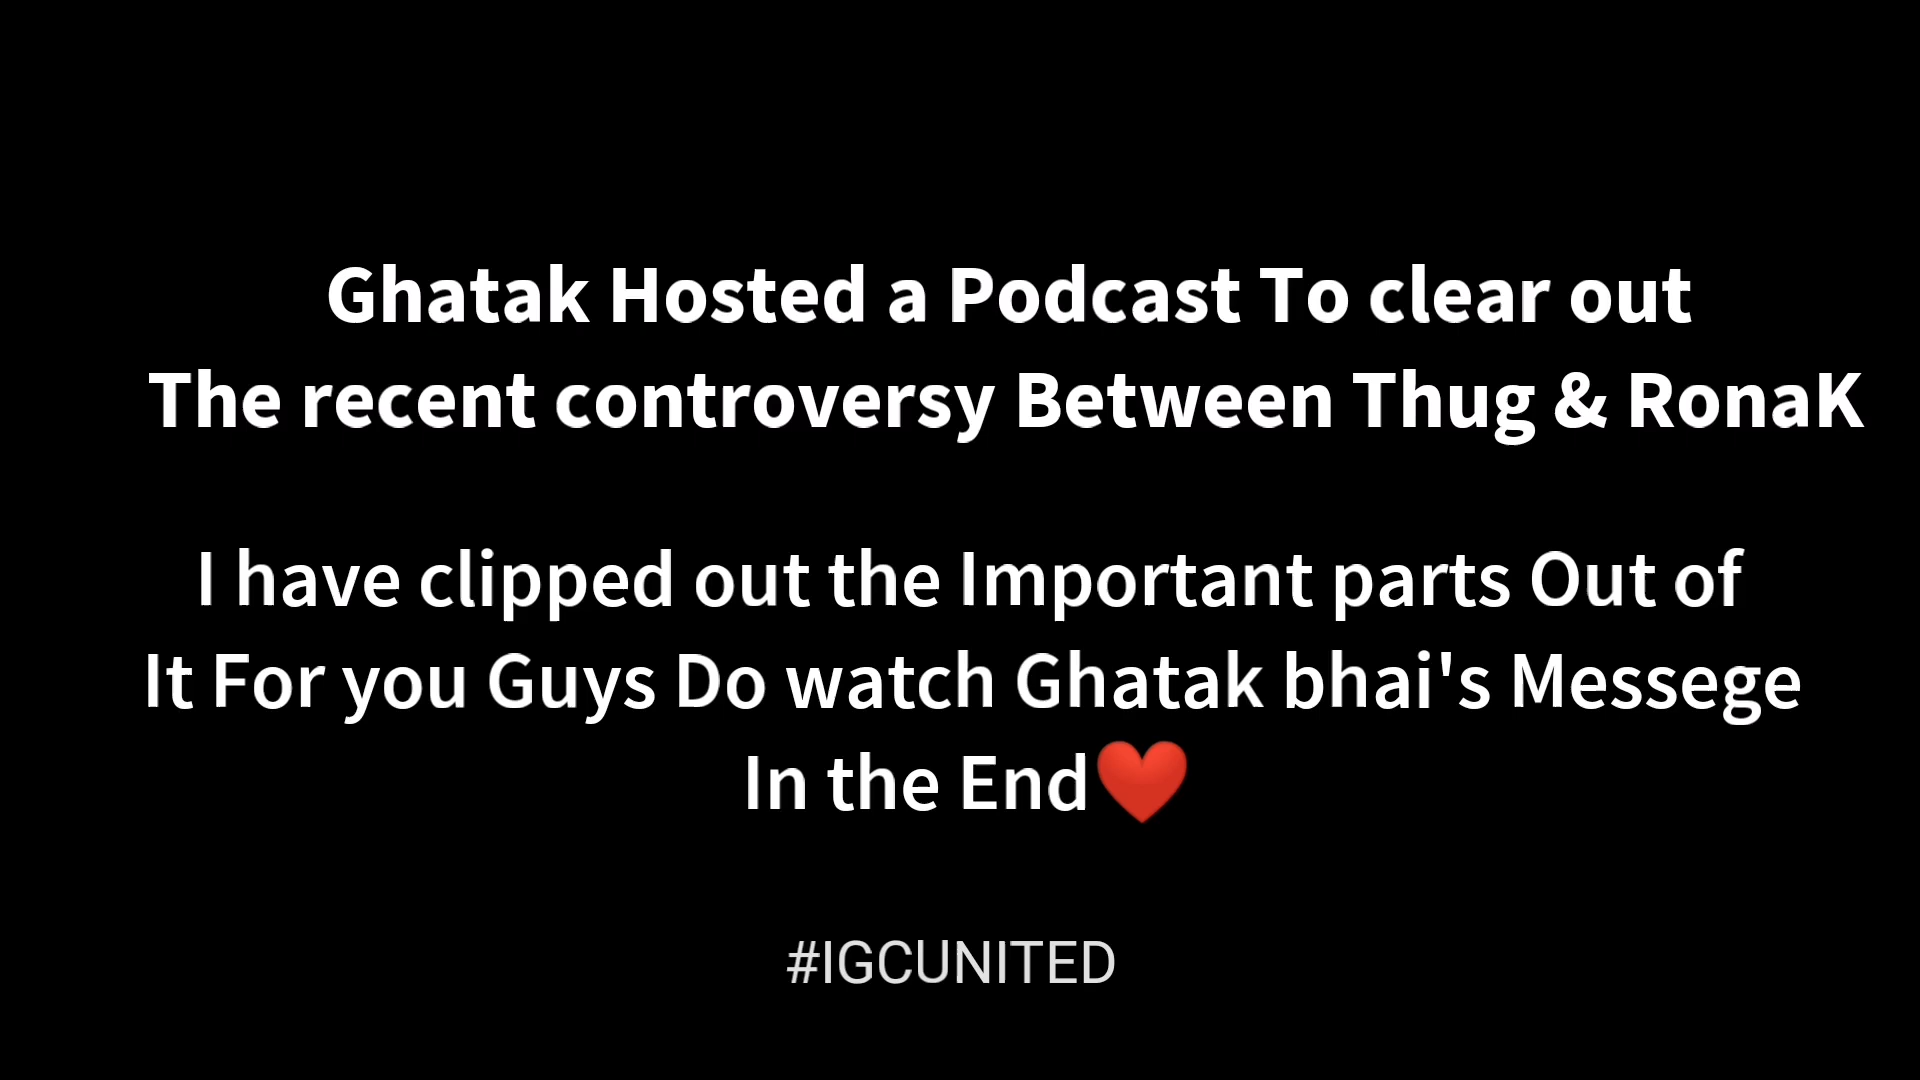 Ghatak Hosted a Podcast To clear out
The recent controversy Between Thug & RonaK
I have clipped out the Important parts Out of
It For you Guys Do watch Ghatak bhai's Messege
In the End❤️
#IGCUNITED